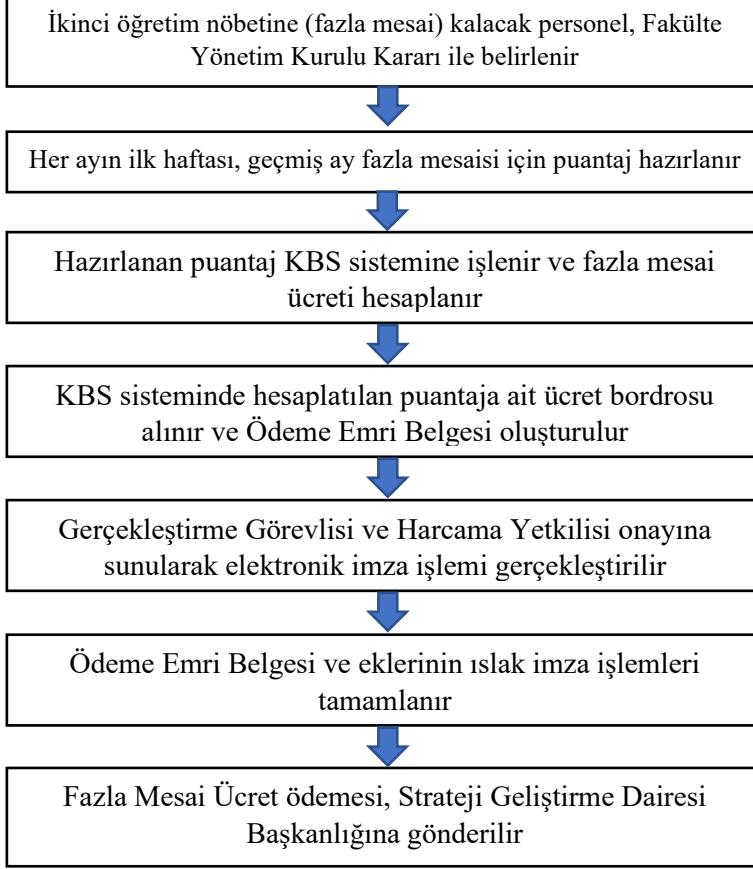 İkinci öğretim nöbetine (fazla mesai) kalacak personel, Fakülte
Yönetim Kurulu Kararı ile belirlenir
Her ayın ilk haftası, geçmiş ay fazla mesaisi için puantaj hazırlanır
Hazırlanan puantaj KBS sistemine işlenir ve fazla mesai
ücreti hesaplanır
KBS sisteminde hesaplatılan puantaja ait ücret bordrosu
alınır ve Ödeme Emri Belgesi oluşturulur
Gerçekleştirme Görevlisi ve Harcama Yetkilisi onayına
sunularak elektronik imza işlemi gerçekleştirilir
Ödeme Emri Belgesi ve eklerinin ıslak imza işlemleri
tamamlanır
Fazla Mesai Ücret ödemesi, Strateji Geliştirme Dairesi
Başkanlığına gönderilir